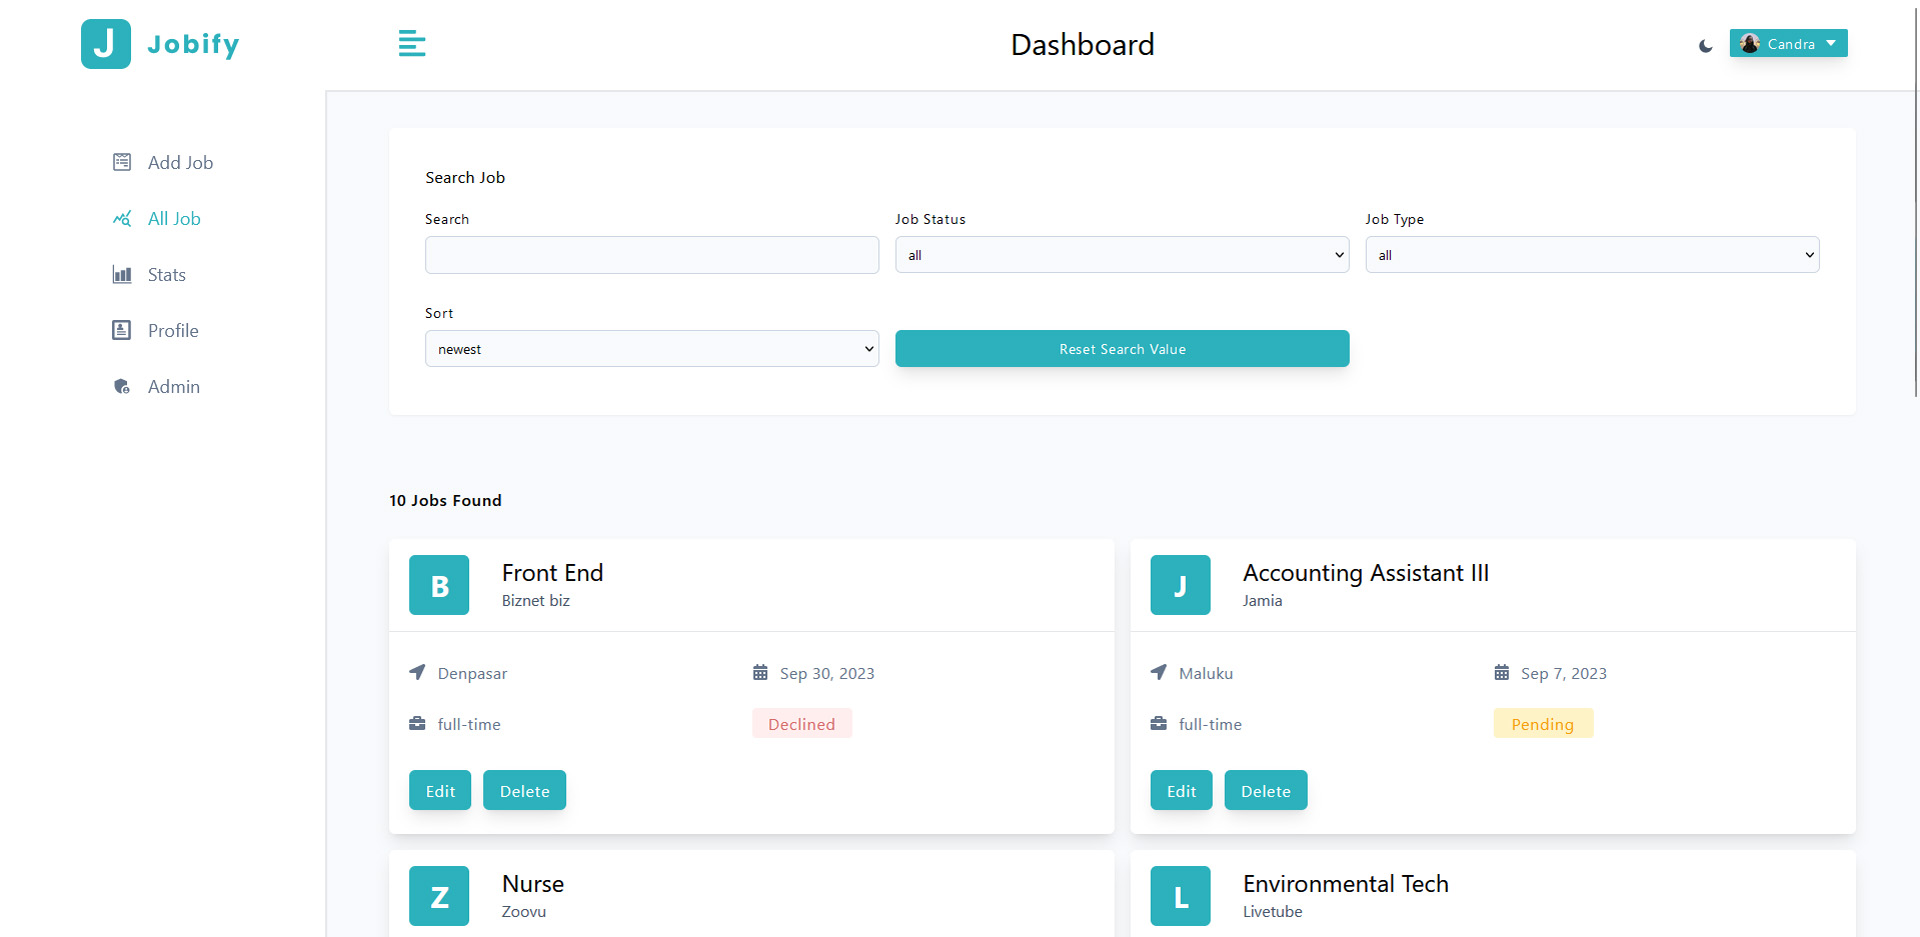 J Jobify
Dashboard
Candra
Add Job
All Job
Stats
Profile
Admin
Search Job
Search
Job Status
Job Type
all
all
Sort
newest
Reset Search Value
10 Jobs Found
B
Front End
Biznet biz
Denpasar
Sep 30, 2023
full-time
Declined
Edit
Delete
J
Accounting Assistant III
Jamia
Maluku
Sep 7, 2023
full-time
Pending
Edit
Delete
Z
Nurse
Zoovu
L
Environmental Tech
Livetube